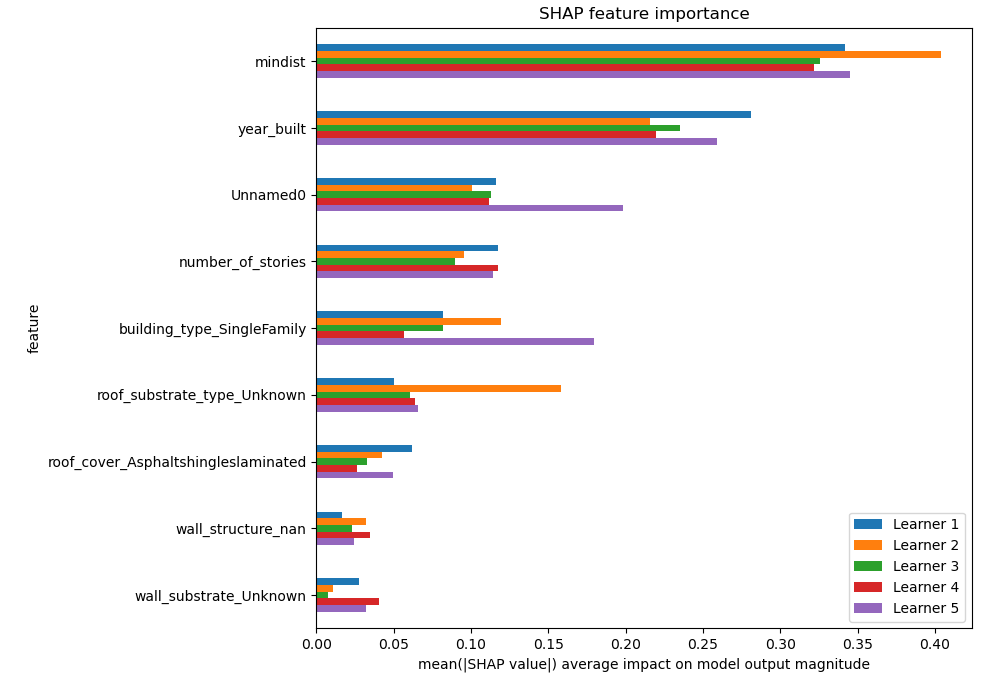 SHAP feature importance
mindist
year_built
Unnamed0
number_of_stories
building_type_SingleFamily
roof_substrate_type_Unknown
roof_cover_Asphaltshingleslaminated
wall_structure_nan
wall_substrate_Unknown
feature
Learner 1
Learner 2
Learner 3
Learner 4
Learner 5
0.00 0.05 0.10 0.15 0.20 0.25 0.30 0.35 0.40
mean(|SHAP value|) average impact on model output magnitude